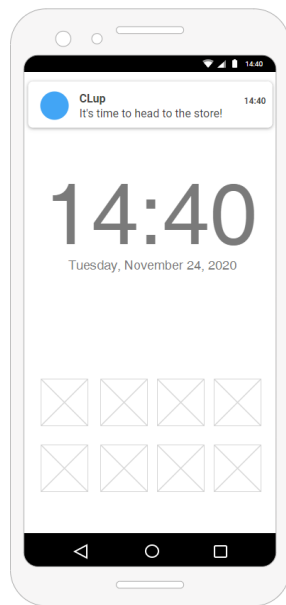 14:40
CLup 14:40
It's time to head to the store!
14:40
Tuesday, November 24, 2020